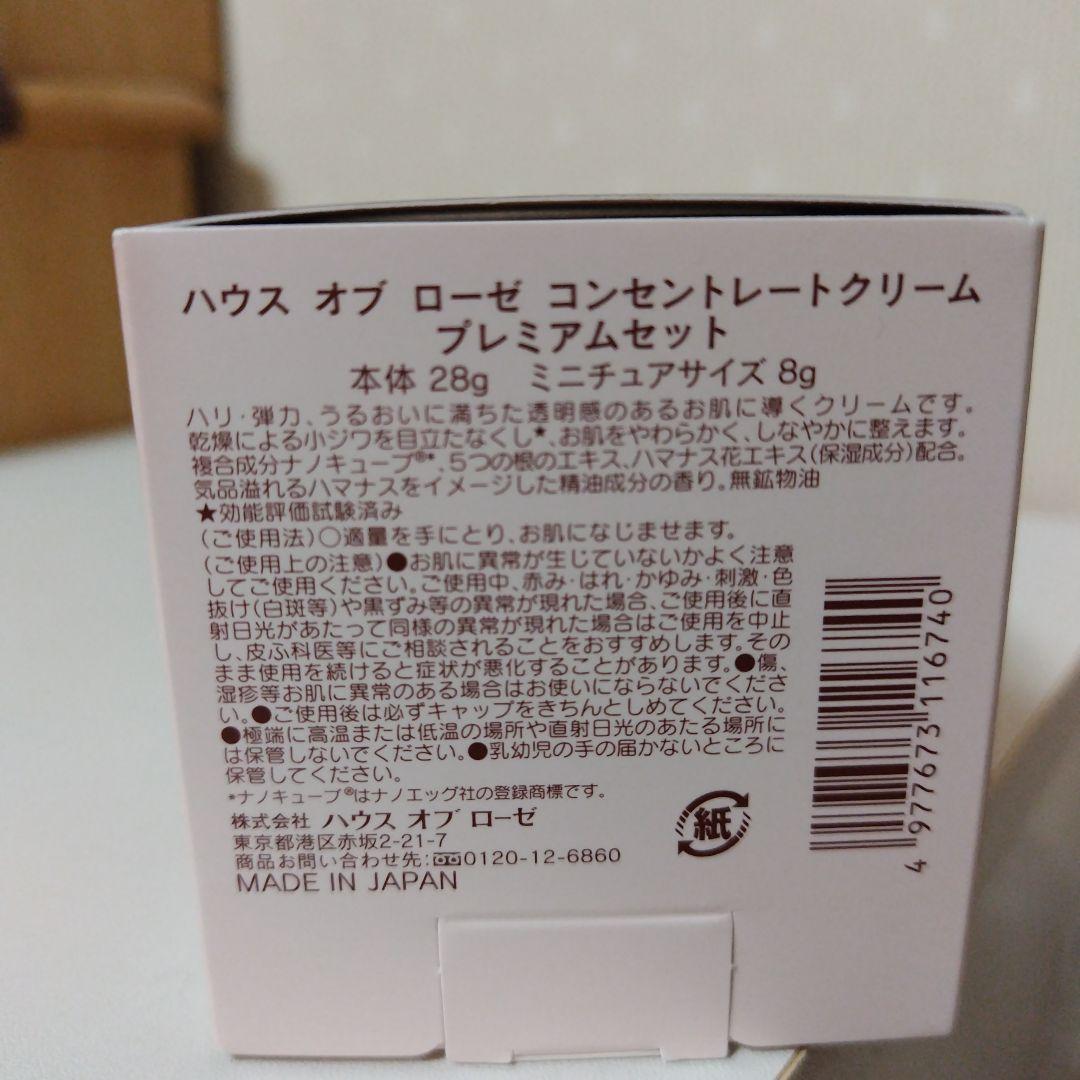 ハウス オブ ローゼ コンセントレートクリーム
プレミアムセット
本体 28g ミニチュアサイズ 8g
ハリ・弾力、うるおいに満ちた透明感のあるお肌に導くクリームです。
乾燥による小ジワを目立たなくし★、お肌をやわらかく、しなやかに整えます。
複合成分ナノキューブ®*、5つの根のエキス、ハマナス花エキス(保湿成分)配合。
気品溢れるハマナスをイメージした精油成分の香り。無鉱物油
★効能評価試験済み
(ご使用法)○適量を手にとり、お肌になじませます。
(ご使用上の注意)●お肌に異常が生じていないかよく注意
してご使用ください。ご使用中、赤み・はれ・かゆみ・刺激・色
抜け(白斑等)や黒ずみ等の異常が現れた場合、ご使用後に直
射日光があたって同様の異常が現れた場合はご使用を中止
し、皮ふ科医等にご相談されることをおすすめします。その
まま使用を続けると症状が悪化することがあります。●傷、
湿疹等お肌に異常のある場合はお使いにならないでくださ
い。●ご使用後は必ずキャップをきちんとしめてください。
●極端に高温または低温の場所や直射日光のあたる場所に
は保管しないでください。●乳幼児の手の届かないところに
保管してください。
*ナノキューブ®はナノエッグ社の登録商標です。
株式会社 ハウス オブ ローゼ
東京都港区赤坂2-21-7
商品お問い合わせ先:0120-12-6860
MADE IN JAPAN
紙
4 977673 116740